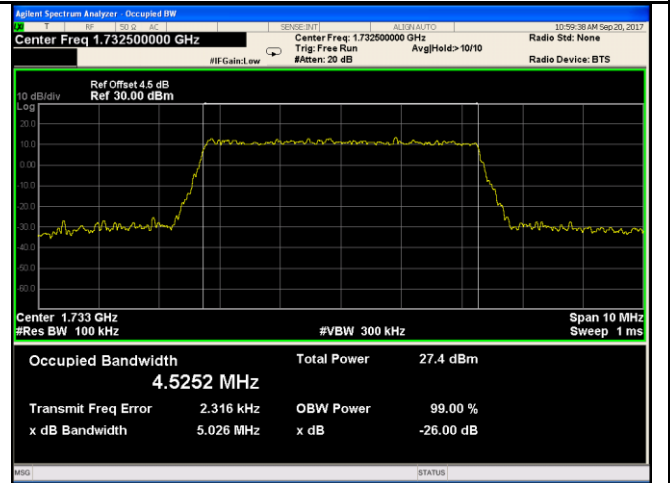 Agilent Spectrum Analyzer - Occupied BW
LXI T RF 50 Ω AC SENSE:INT ALIGNAUTO 10:59:38 AM Sep 20, 2017
Center Freq 1.732500000 GHz Center Freq: 1.732500000 GHz Radio Std: None
Trig: Free Run Avg|Hold:>10/10
#IFGain:Low #Atten: 20 dB Radio Device: BTS
Ref Offset 4.5 dB
10 dB/div Ref 30.00 dBm
Log
20.0
10.0
0.00
-10.0
-20.0
-30.0
-40.0
-50.0
-60.0
Center 1.733 GHz Span 10 MHz
#Res BW 100 kHz #VBW 300 kHz Sweep 1 ms
Occupied Bandwidth Total Power 27.4 dBm
4.5252 MHz
Transmit Freq Error 2.316 kHz OBW Power 99.00 %
x dB Bandwidth 5.026 MHz x dB -26.00 dB
MSG STATUS